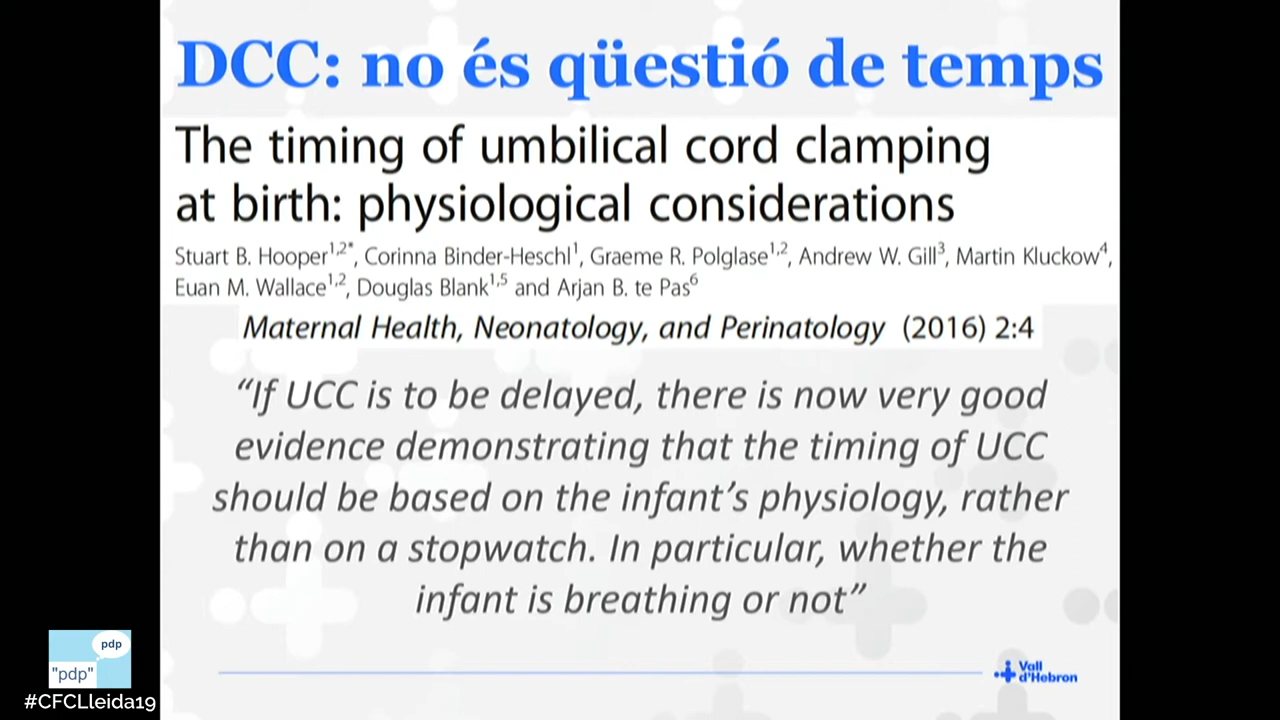 DCC: no és qüestió de temps
The timing of umbilical cord clamping
at birth: physiological considerations
Stuart B. Hooper1,2*, Corinna Binder-Heschl1, Graeme R. Polglase1,2, Andrew W. Gill3, Martin Kluckow4,
Euan M. Wallace1,2, Douglas Blank1,5 and Arjan B. te Pas6
Maternal Health, Neonatology, and Perinatology (2016) 2:4
“If UCC is to be delayed, there is now very good
evidence demonstrating that the timing of UCC
should be based on the infant’s physiology, rather
than on a stopwatch. In particular, whether the
infant is breathing or not”
pdp
"pdp"
#CFCLleida19
Vall
d'Hebron